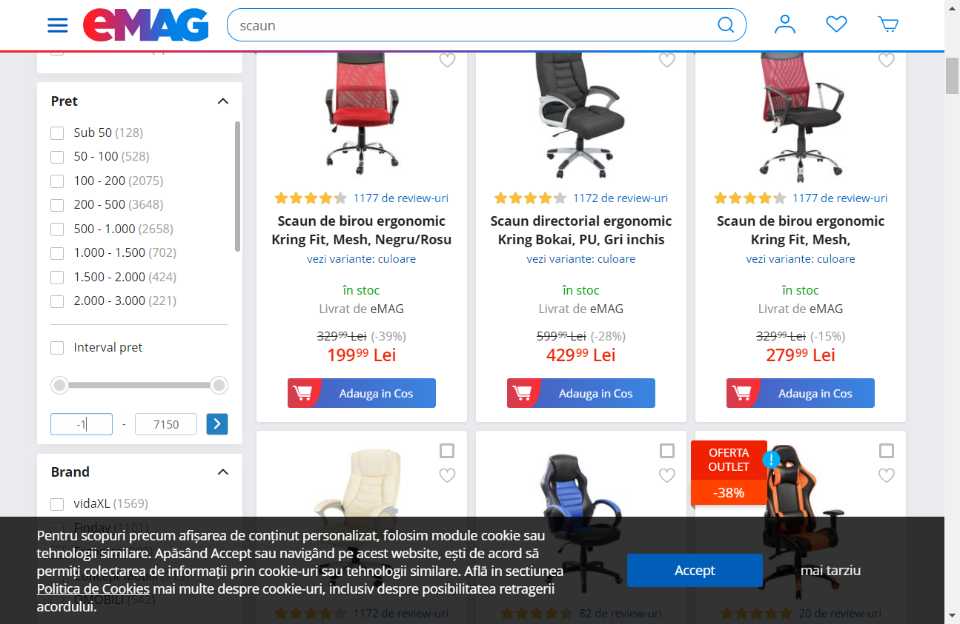 eMAG
scaun
Pret
Sub 50 (128)
50 - 100 (528)
100 - 200 (2075)
200 - 500 (3648)
500 - 1.000 (2658)
1.000 - 1.500 (702)
1.500 - 2.000 (424)
2.000 - 3.000 (221)
Interval pret
-1 - 7150
Brand
vidaXL (1569)
1177 de review-uri
Scaun de birou ergonomic
Kring Fit, Mesh, Negru/Rosu
vezi variante: culoare
în stoc
Livrat de eMAG
329⁹⁹ Lei (-39%)
199⁹⁹ Lei
Adauga in Cos
1172 de review-uri
Scaun directorial ergonomic
Kring Bokai, PU, Gri inchis
vezi variante: culoare
în stoc
Livrat de eMAG
599⁹⁹ Lei (-28%)
429⁹⁹ Lei
Adauga in Cos
1177 de review-uri
Scaun de birou ergonomic
Kring Fit, Mesh,
vezi variante: culoare
în stoc
Livrat de eMAG
329⁹⁹ Lei (-15%)
279⁹⁹ Lei
Adauga in Cos
OFERTA
OUTLET
-38%
!
1172 de review-uri
82 de review-uri
20 de review-uri
Pentru scopuri precum afișarea de conținut personalizat, folosim module cookie sau
tehnologii similare. Apăsând Accept sau navigând pe acest website, ești de acord să
permiți colectarea de informații prin cookie-uri sau tehnologii similare. Află in sectiunea
Politica de Cookies mai multe despre cookie-uri, inclusiv despre posibilitatea retragerii
acordului.
Accept
mai tarziu